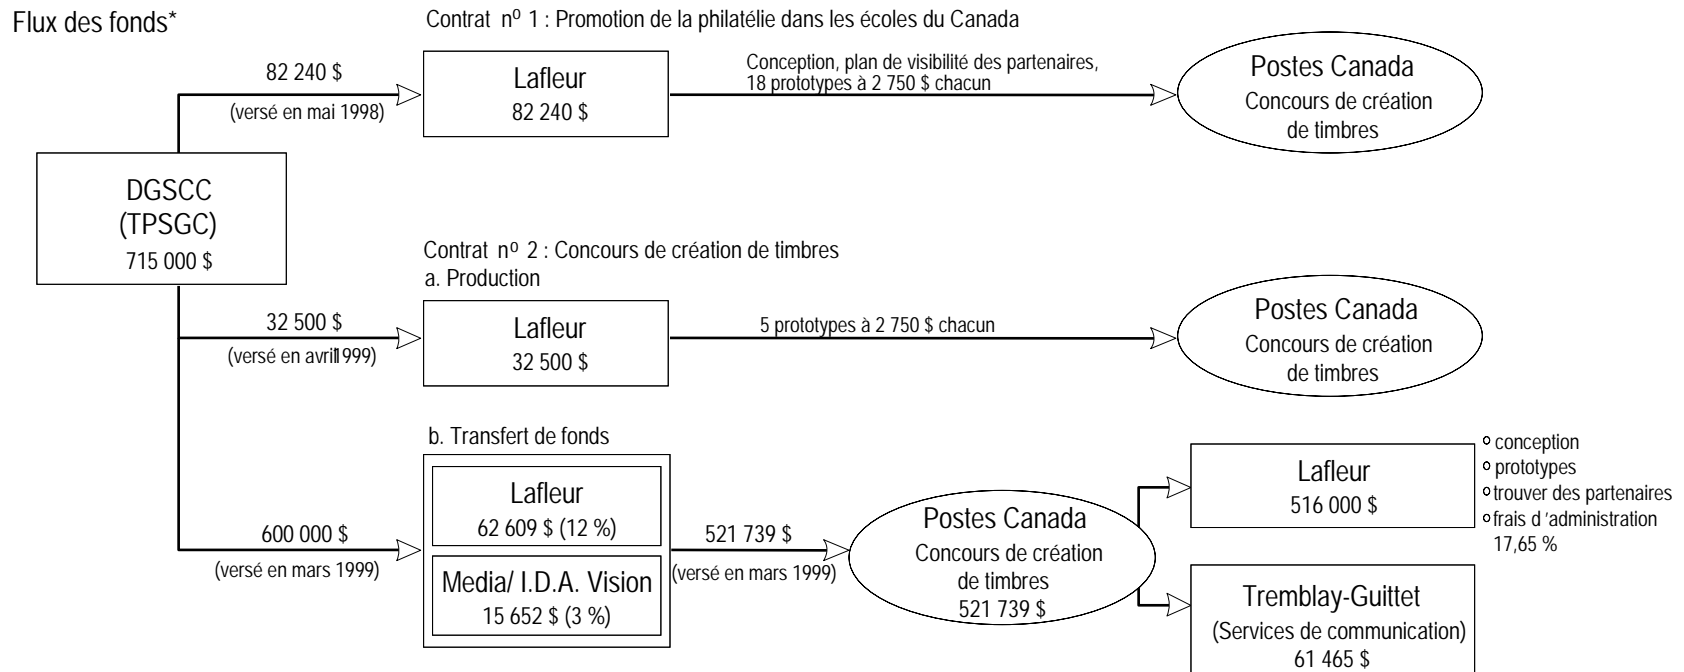 Flux des fonds*
Contrat nº 1 : Promotion de la philatélie dans les écoles du Canada
82 240 $
(versé en mai 1998)
Lafleur
82 240 $
Conception, plan de visibilité des partenaires,
18 prototypes à 2 750 $ chacun
Postes Canada
Concours de création
de timbres
DGSCC
(TPSGC)
715 000 $
Contrat nº 2 : Concours de création de timbres
a. Production
32 500 $
(versé en avril 1999)
Lafleur
32 500 $
5 prototypes à 2 750 $ chacun
Postes Canada
Concours de création
de timbres
b. Transfert de fonds
600 000 $
(versé en mars 1999)
Lafleur
62 609 $ (12 %)
Media/ I.D.A. Vision
15 652 $ (3 %)
521 739 $
(versé en mars 1999)
Postes Canada
Concours de création
de timbres
521 739 $
Lafleur
516 000 $
conception
prototypes
trouver des partenaires
frais d 'administration
17,65 %
Tremblay-Guittet
(Services de communication)
61 465 $